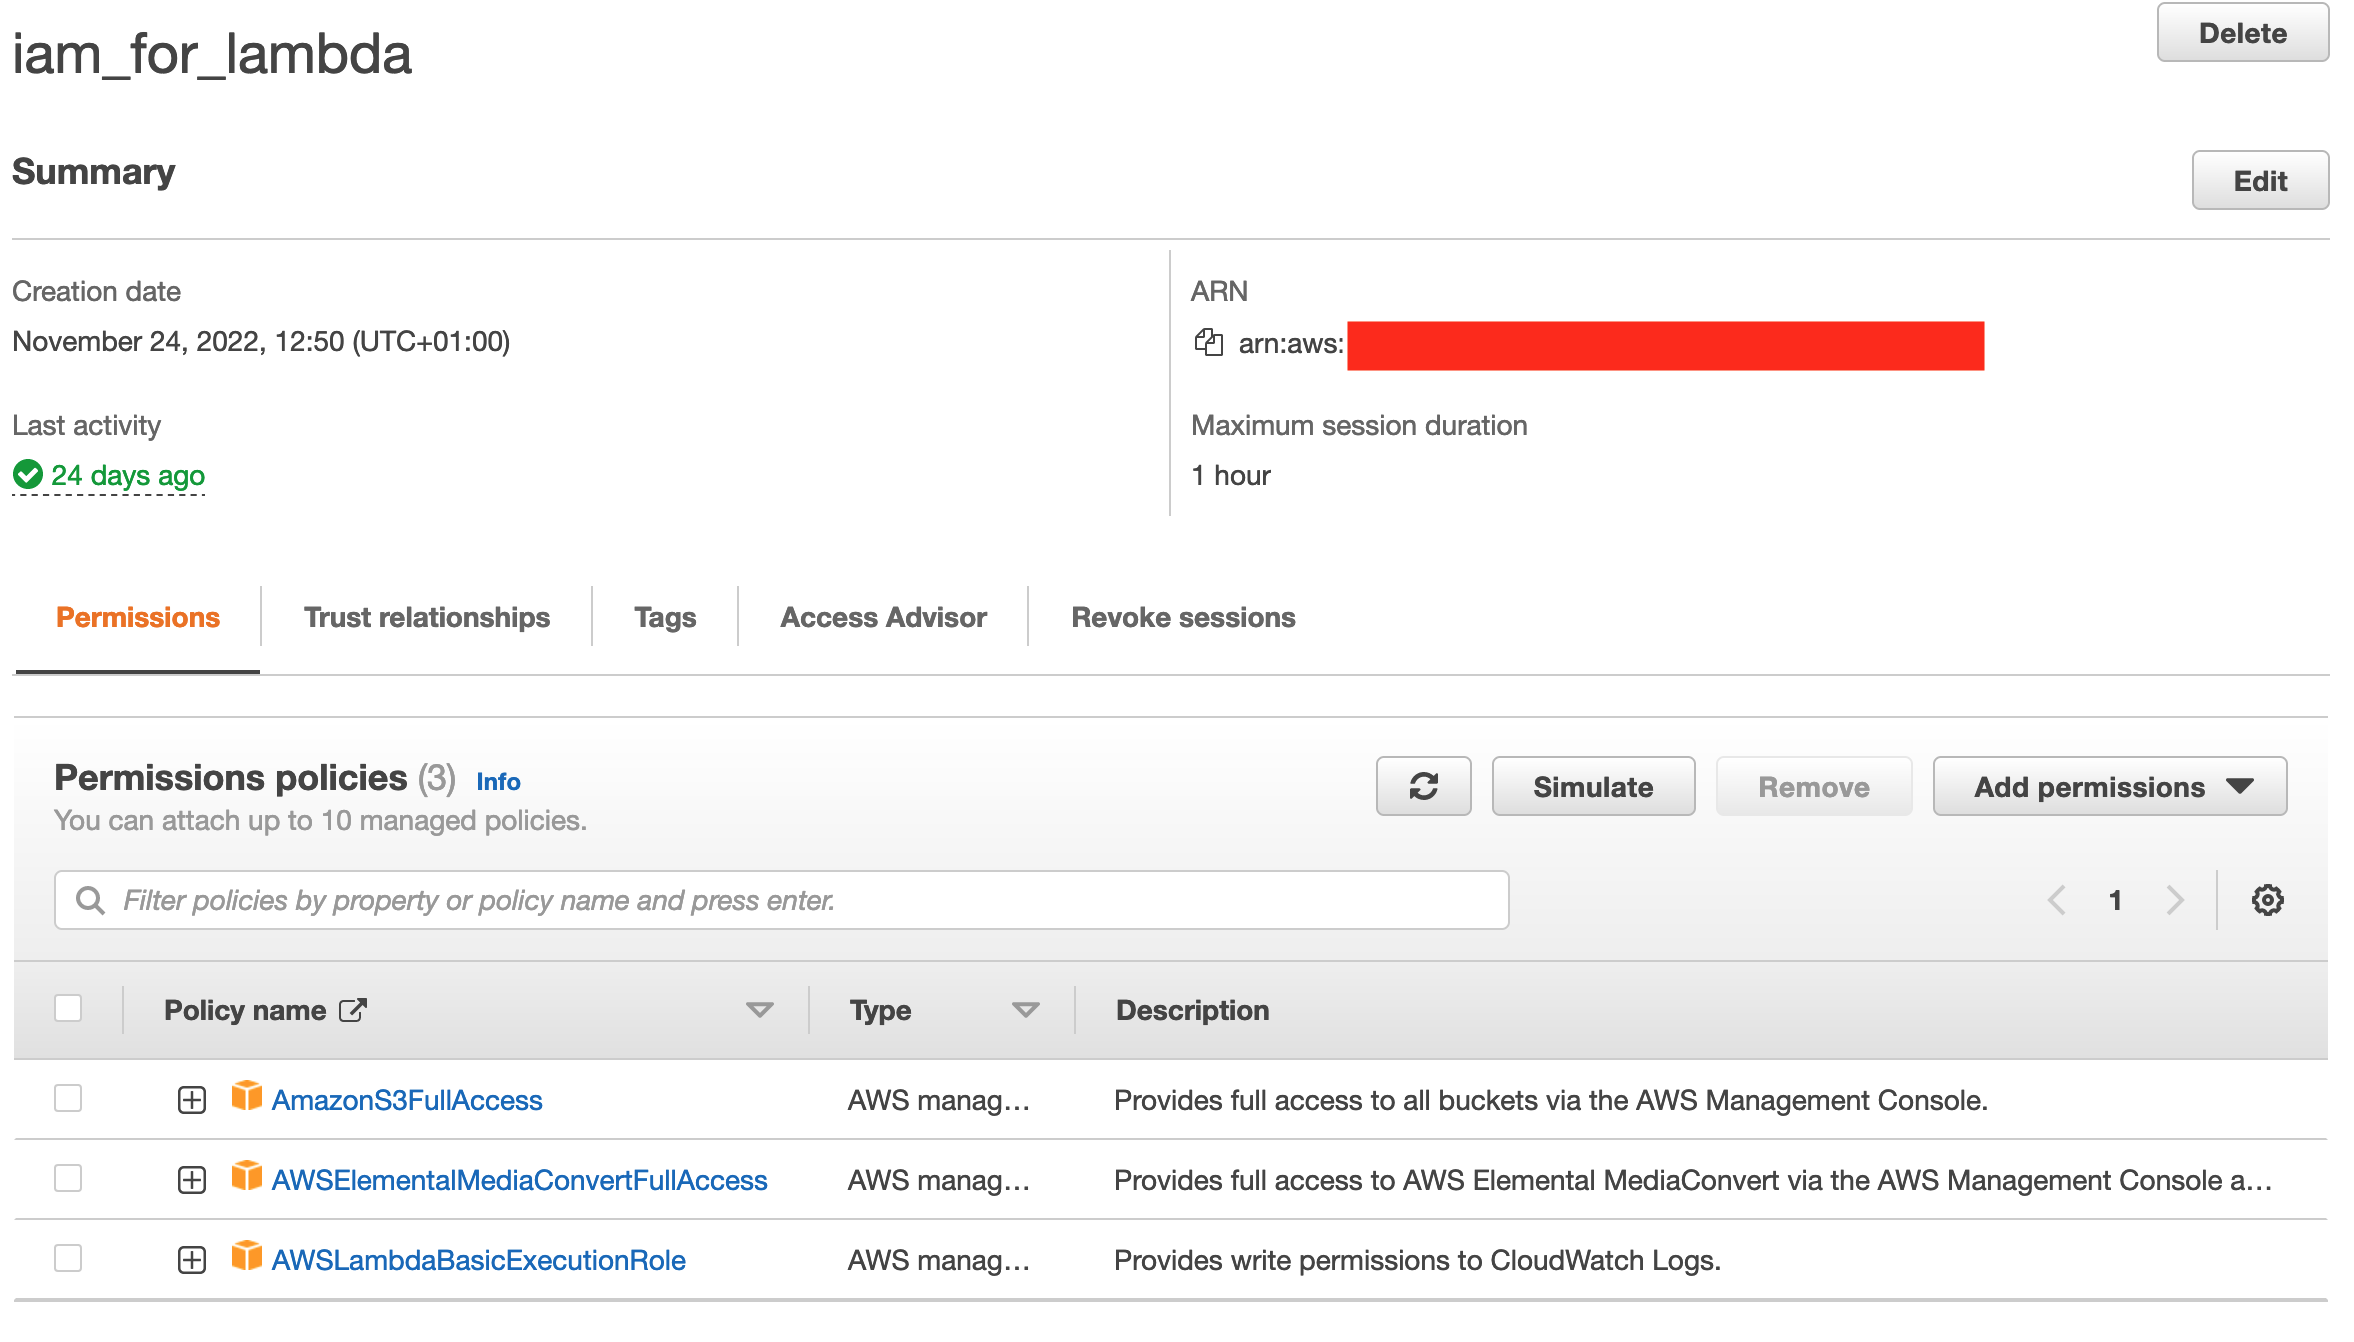 iam_for_lambda
Delete
Summary
Edit
Creation date
November 24, 2022, 12:50 (UTC+01:00)
ARN
arn:aws:
Last activity
24 days ago
Maximum session duration
1 hour
Permissions
Trust relationships
Tags
Access Advisor
Revoke sessions
Permissions policies (3) Info
You can attach up to 10 managed policies.
Simulate
Remove
Add permissions
Filter policies by property or policy name and press enter.
1
Policy name
Type
Description
AmazonS3FullAccess
AWS manag...
Provides full access to all buckets via the AWS Management Console.
AWSElementalMediaConvertFullAccess
AWS manag...
Provides full access to AWS Elemental MediaConvert via the AWS Management Console a...
AWSLambdaBasicExecutionRole
AWS manag...
Provides write permissions to CloudWatch Logs.